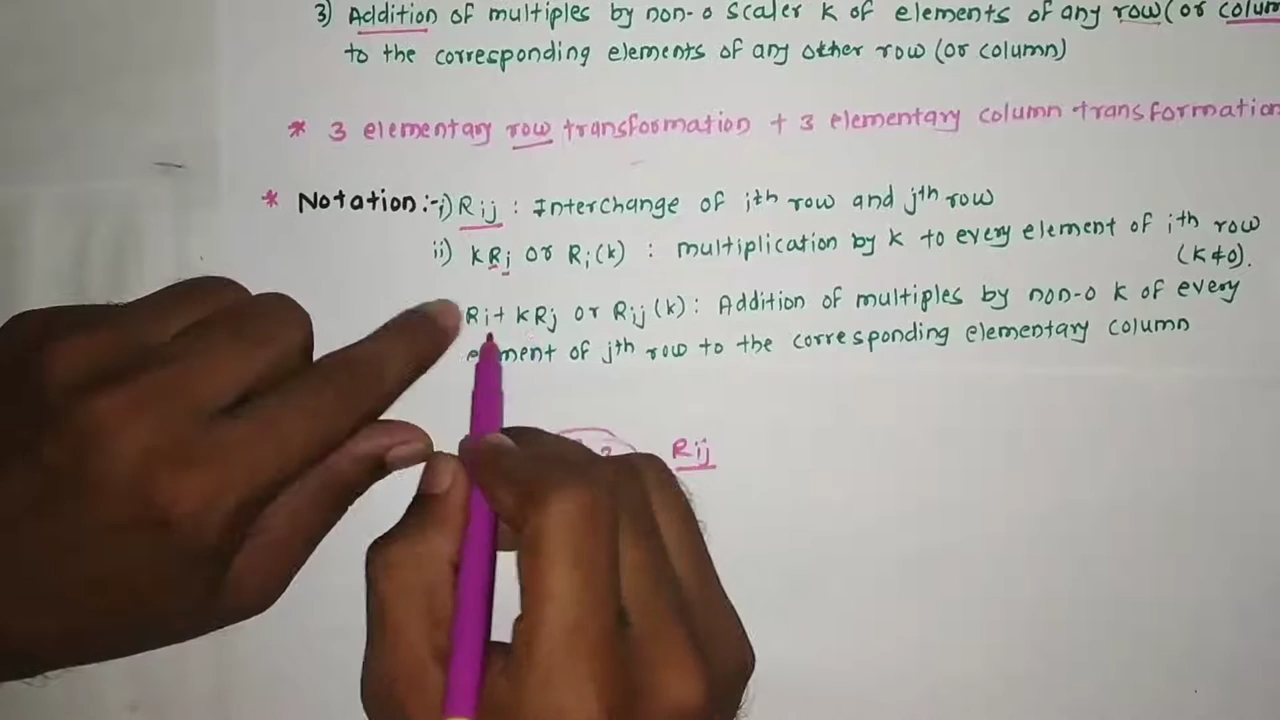 3) Addition of multiples by non-0 scaler k of elements of any row (or colum
to the corresponding elements of any other row (or column)
* 3 elementary row transformation + 3 elementary column transformation
* Notation:- i) Rij : Interchange of ith row and jth row
ii) KRi or Ri(k) : multiplication by k to every element of ith row
(k≠0).
Ri + kRj or Rij (k): Addition of multiples by non-0 k of every
element of jth row to the corresponding elementary column
Rij